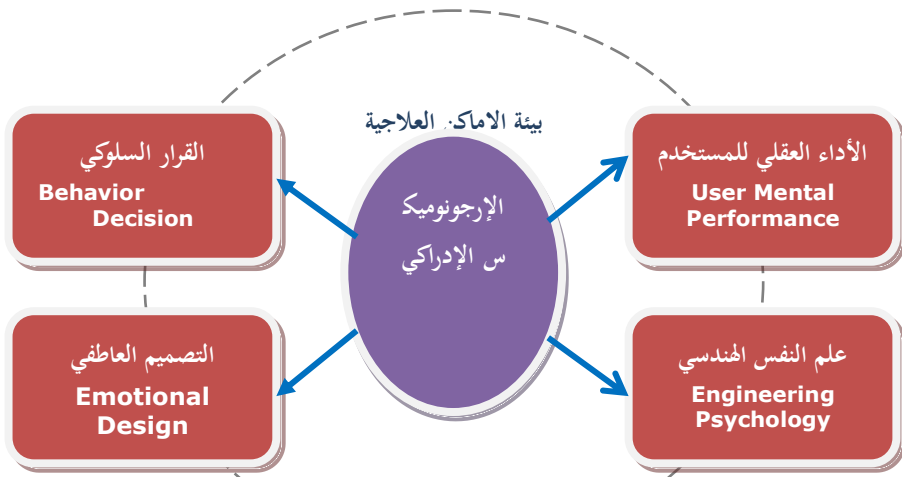 بيئة الاماكن العلاجية
الأداء العقلي للمستخدم
User Mental
Performance
القرار السلوكي
Behavior
Decision
الإرجونوميك
س الإدراكي
علم النفس الهندسي
Engineering
Psychology
التصميم العاطفي
Emotional
Design